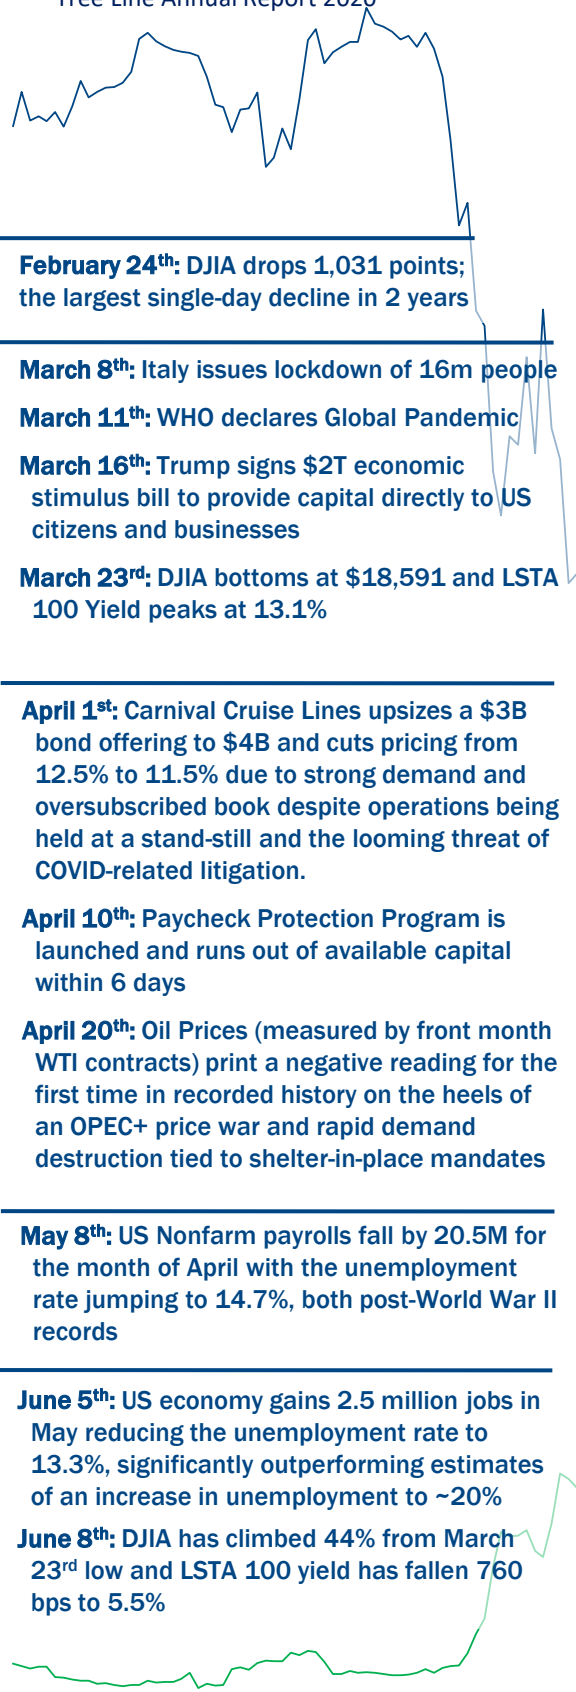 Tree Line Annual Report 2020
February 24th: DJIA drops 1,031 points;
the largest single-day decline in 2 years
March 8th: Italy issues lockdown of 16m people
March 11th: WHO declares Global Pandemic
March 16th: Trump signs $2T economic
stimulus bill to provide capital directly to US
citizens and businesses
March 23rd: DJIA bottoms at $18,591 and LSTA
100 Yield peaks at 13.1%
April 1st: Carnival Cruise Lines upsizes a $3B
bond offering to $4B and cuts pricing from
12.5% to 11.5% due to strong demand and
oversubscribed book despite operations being
held at a stand-still and the looming threat of
COVID-related litigation.
April 10th: Paycheck Protection Program is
launched and runs out of available capital
within 6 days
April 20th: Oil Prices (measured by front month
WTI contracts) print a negative reading for the
first time in recorded history on the heels of
an OPEC+ price war and rapid demand
destruction tied to shelter-in-place mandates
May 8th: US Nonfarm payrolls fall by 20.5M for
the month of April with the unemployment
rate jumping to 14.7%, both post-World War II
records
June 5th: US economy gains 2.5 million jobs in
May reducing the unemployment rate to
13.3%, significantly outperforming estimates
of an increase in unemployment to ~20%
June 8th: DJIA has climbed 44% from March
23rd low and LSTA 100 yield has fallen 760
bps to 5.5%